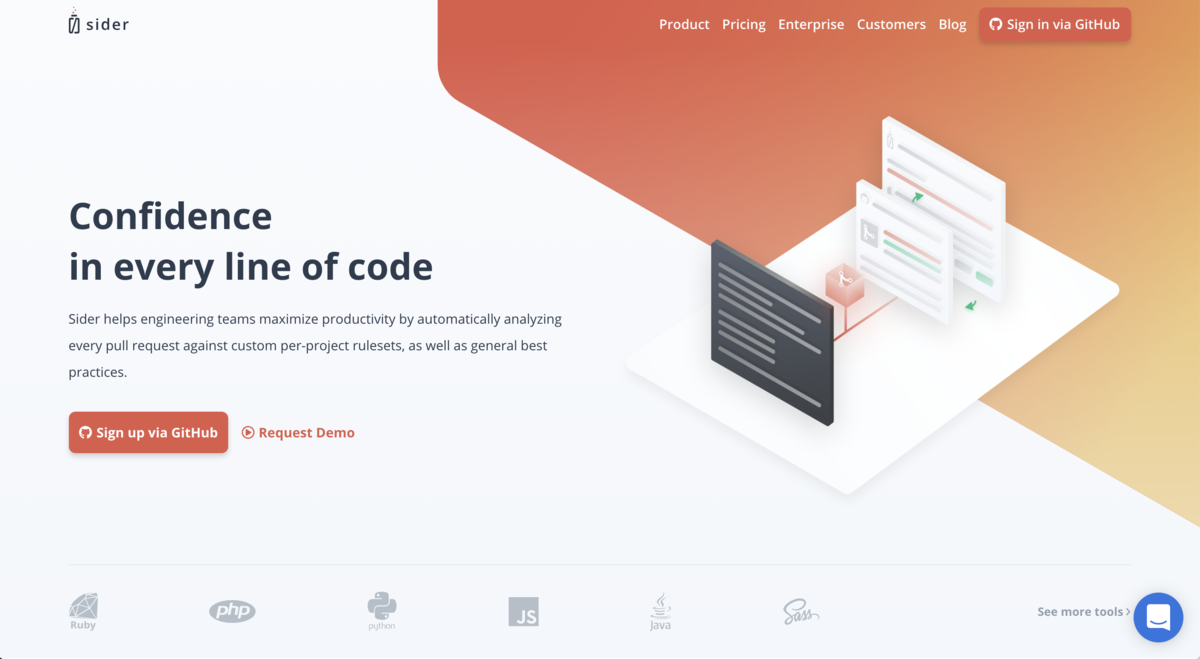 sider
Product Pricing Enterprise Customers Blog Sign in via GitHub
Confidence
in every line of code
Sider helps engineering teams maximize productivity by automatically analyzing
every pull request against custom per-project rulesets, as well as general best
practices.
Sign up via GitHub Request Demo
Ruby php python JS Java Sass See more tools